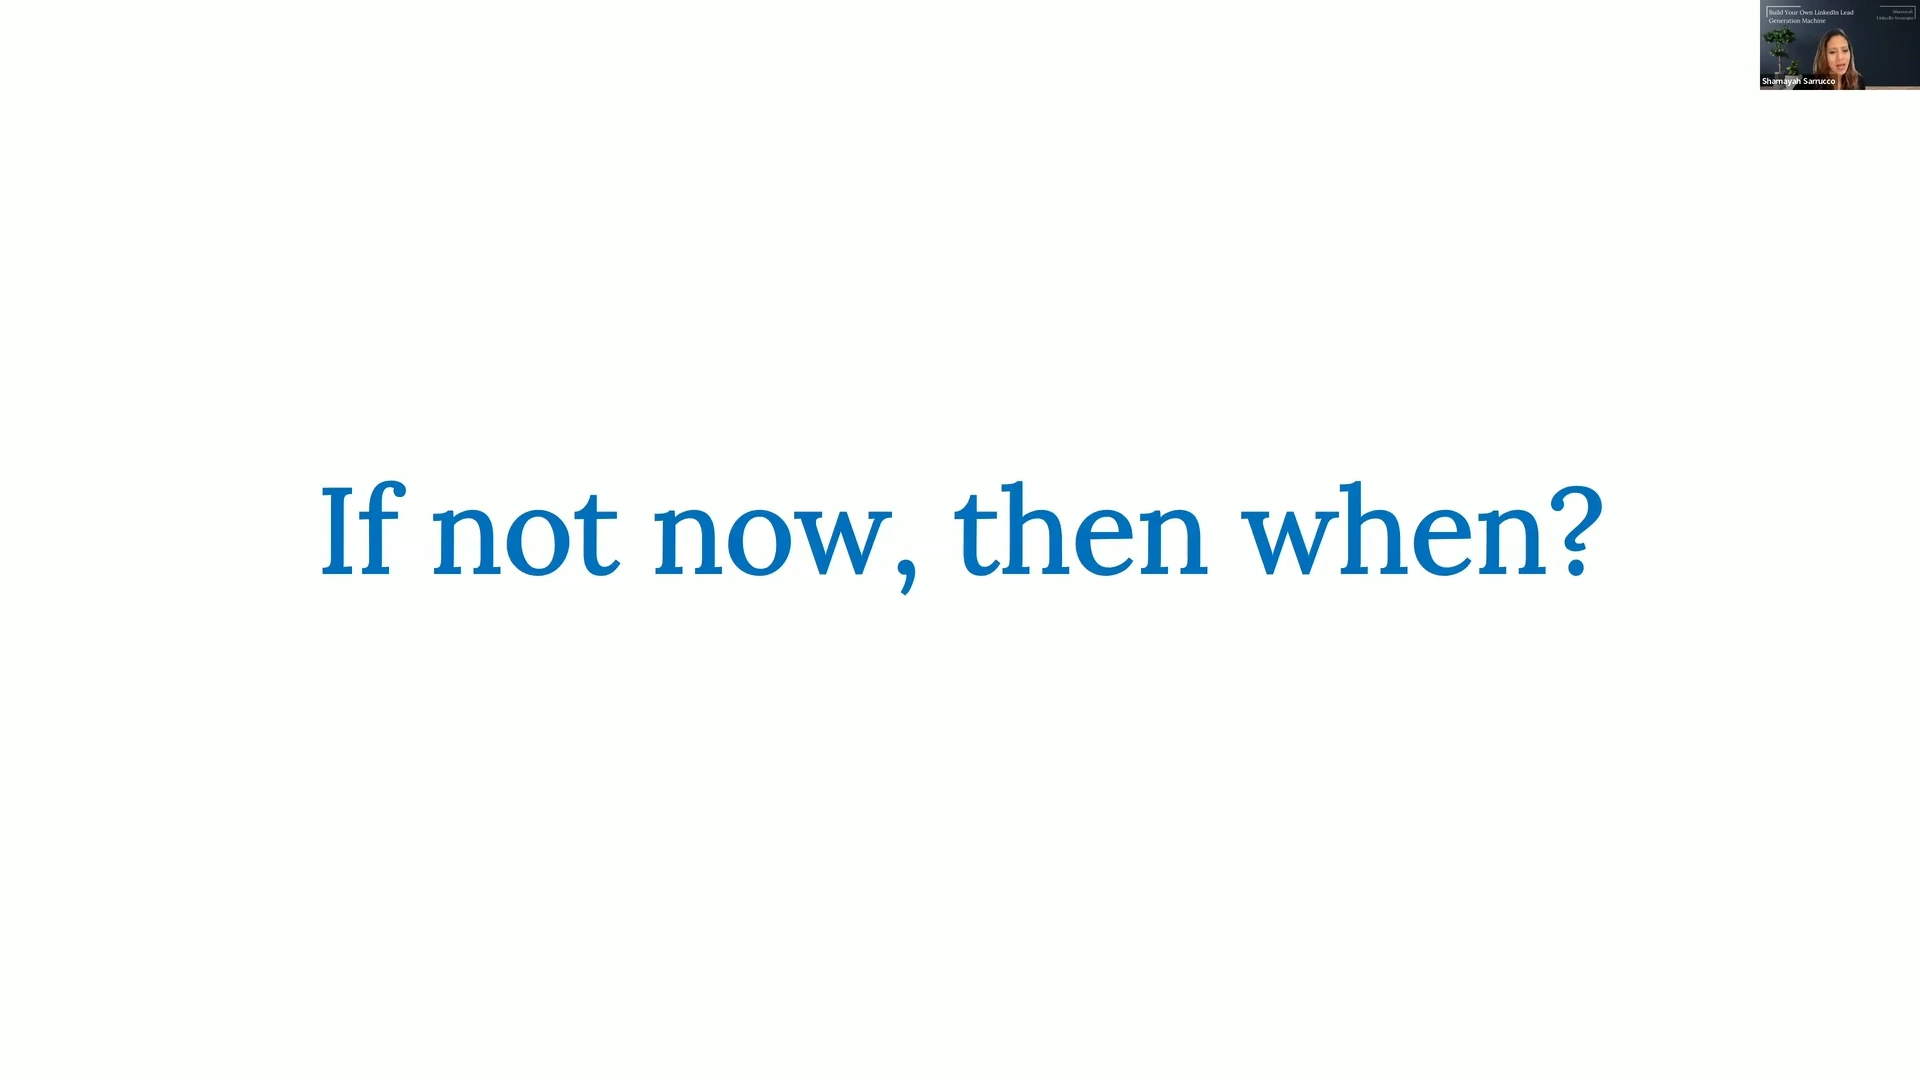 Build Your Own LinkedIn Lead
Generation Machine
Shamayah Sarrucco
If not now, then when?